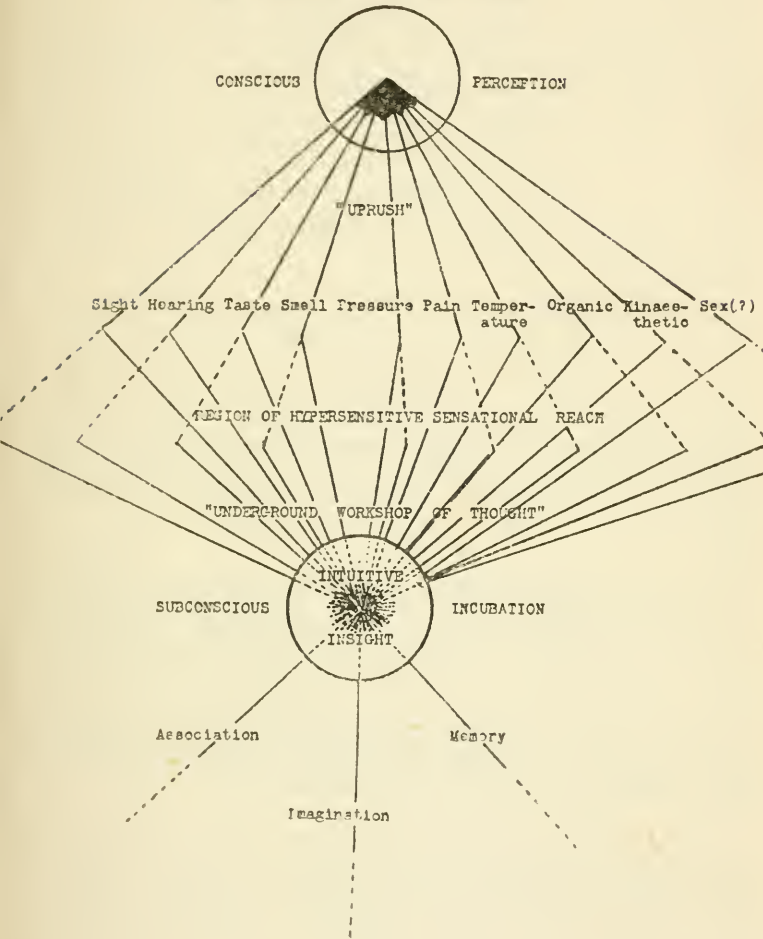 CONSCIOUS PERCEPTION
"UPRUSH"
Sight Hearing Taste Smell Pressure Pain Temper- Organic Kinaes- Sex(?)
ature thetic
REGION OF HYPERSENSITIVE SENSATIONAL REACH
"UNDERGROUND WORKSHOP OF THOUGHT"
INTUITIVE
SUBCONSCIOUS INCUBATION
INSIGHT
Association Memory
Imagination